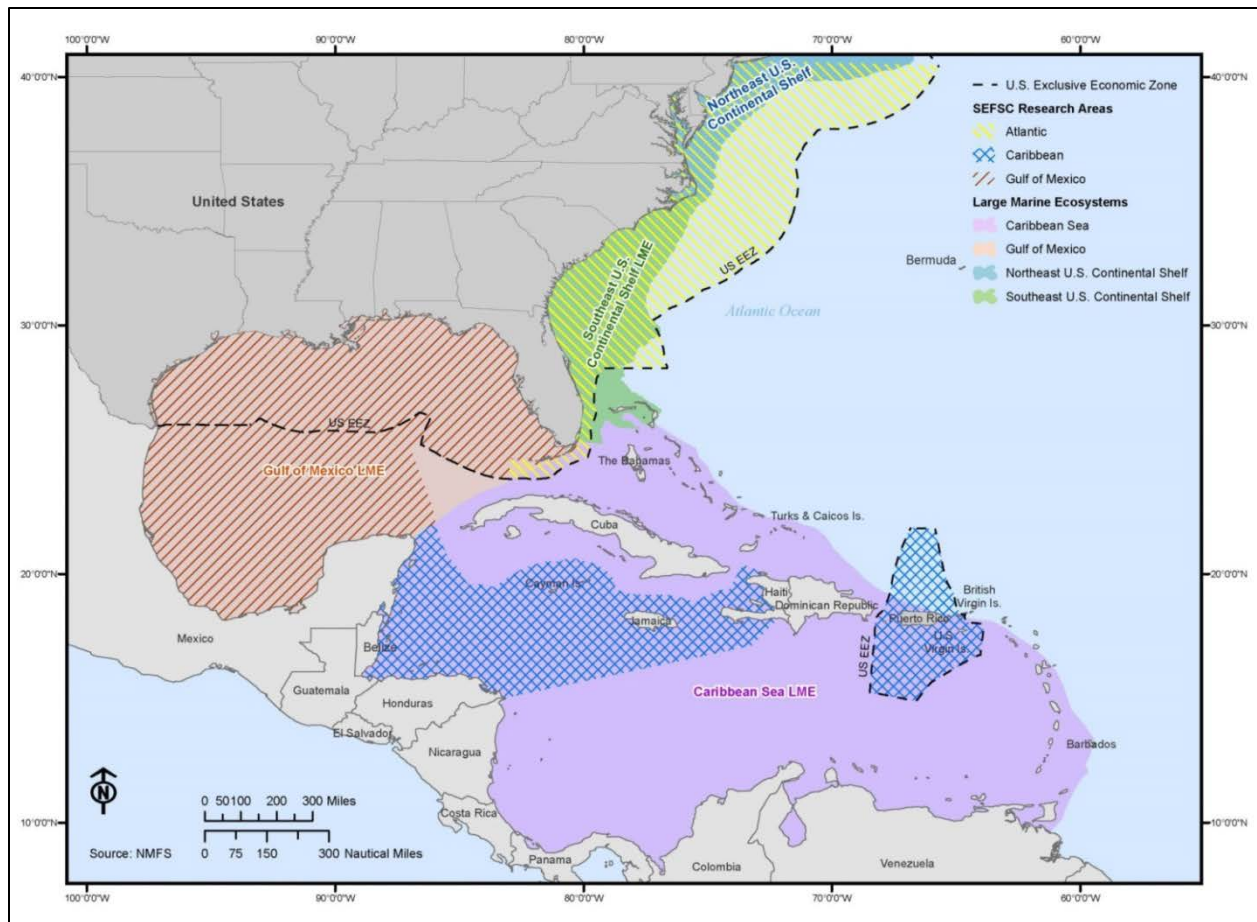 100°0'0"W
90°0'0"W
80°0'0"W
70°0'0"W
60°0'0"W
40°0'0"N
40°0'0"N
Northeast U.S.
Continental Shelf
U.S. Exclusive Economic Zone
SEFSC Research Areas
Atlantic
Caribbean
Gulf of Mexico
Large Marine Ecosystems
Caribbean Sea
Gulf of Mexico
Northeast U.S. Continental Shelf
Southeast U.S. Continental Shelf
United States
Southeast U.S.
Continental Shelf LME
US EEZ
Bermuda
Atlantic Ocean
30°0'0"N
30°0'0"N
US EEZ
Gulf of Mexico LME
The Bahamas
Turks & Caicos Is.
Cuba
20°0'0"N
20°0'0"N
Cayman Is.
Haiti
Dominican Republic
British
Virgin Is.
Jamaica
Puerto Rico
U.S.
Virgin Is.
US EEZ
Mexico
Belize
Guatemala
Honduras
Caribbean Sea LME
El Salvador
Nicaragua
Barbados
N
0 50 100 200 300 Miles
0 75 150 300 Nautical Miles
Costa Rica
10°0'0"N
10°0'0"N
Source: NMFS
Panama
Colombia
Venezuela
100°0'0"W
90°0'0"W
80°0'0"W
70°0'0"W
60°0'0"W